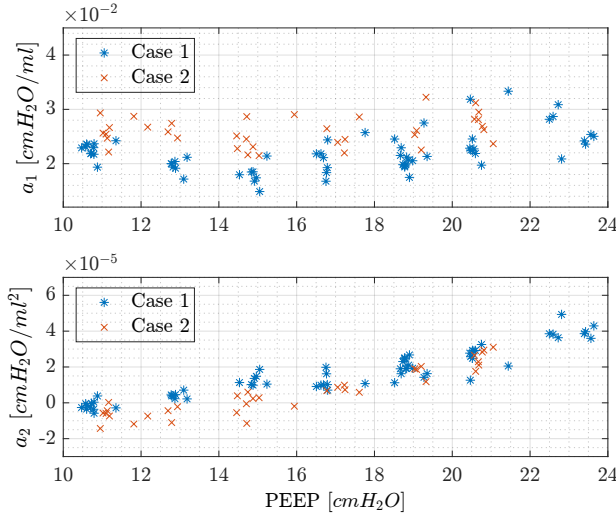 ×10⁻²
4
3
2
a₁ [cmH₂O/ml]
Case 1
Case 2
10 12 14 16 18 20 22 24
×10⁻⁵
6
4
2
0
-2
a₂ [cmH₂O/ml²]
Case 1
Case 2
10 12 14 16 18 20 22 24
PEEP [cmH₂O]